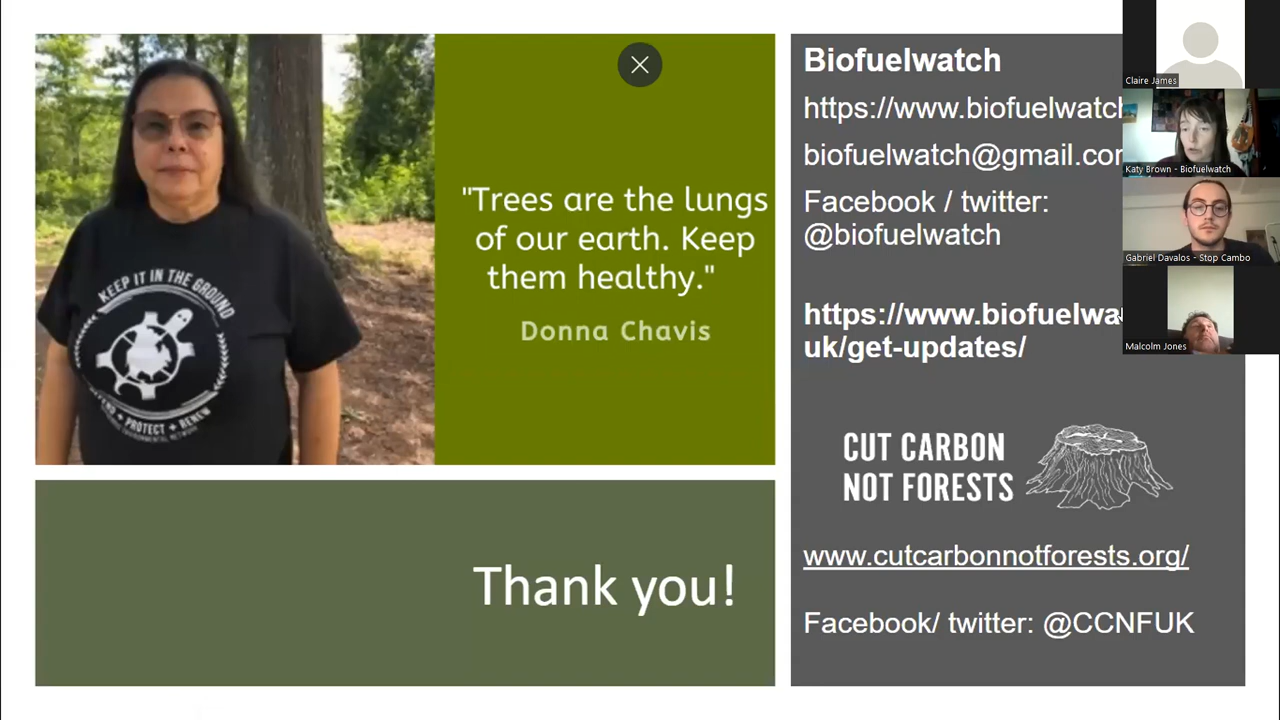 "Trees are the lungs
of our earth. Keep
them healthy."
Donna Chavis
KEEP IT IN THE GROUND
PROTECT + RENEW
Thank you!
Biofuelwatch
https://www.biofuelwatch
biofuelwatch@gmail.com
Facebook / twitter:
@biofuelwatch
https://www.biofuelwa
uk/get-updates/
CUT CARBON
NOT FORESTS
www.cutcarbonnotforests.org/
Facebook/ twitter: @CCNFUK
Claire James
Katy Brown - Biofuelwatch
Gabriel Davalos - Stop Cambo
Malcolm Jones